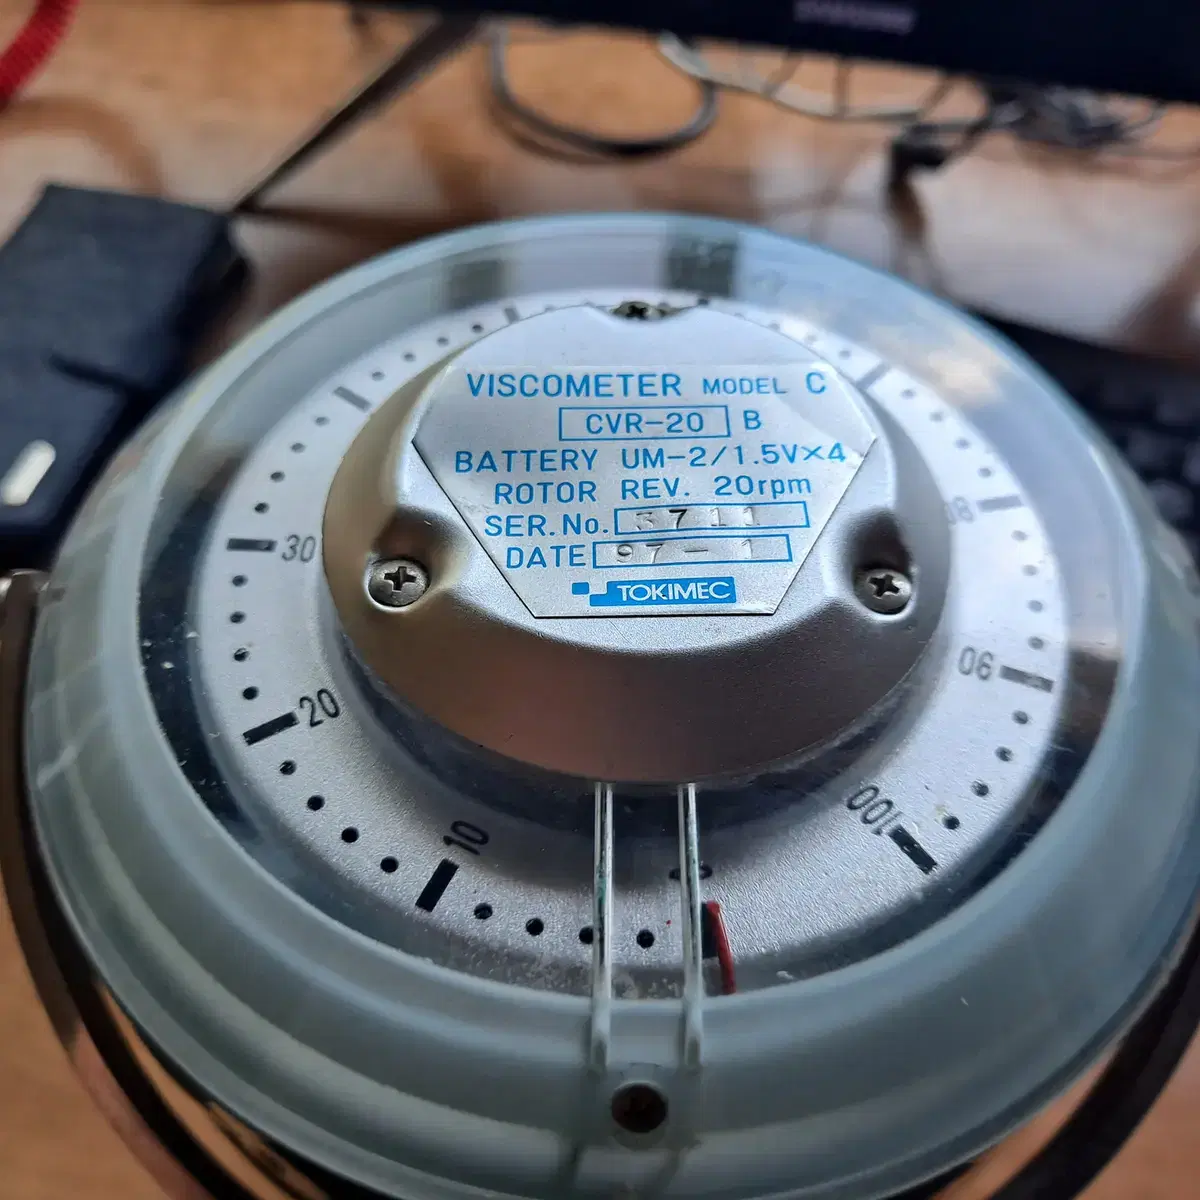 VISCOMETER MODEL C
CVR-20 B
BATTERY UM-2/1.5V×4
ROTOR REV. 20rpm
SER.No. 3711
DATE 97-1
TOKIMEC
30
20
10
0
80
90
100